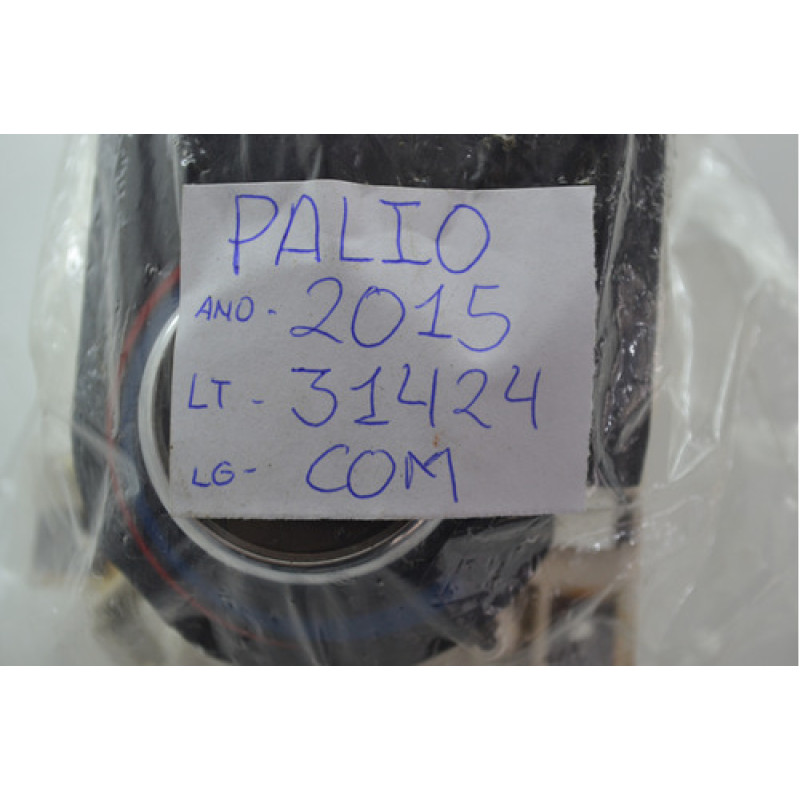 PALIO
ANO - 2015
LT - 31424
LG - COM